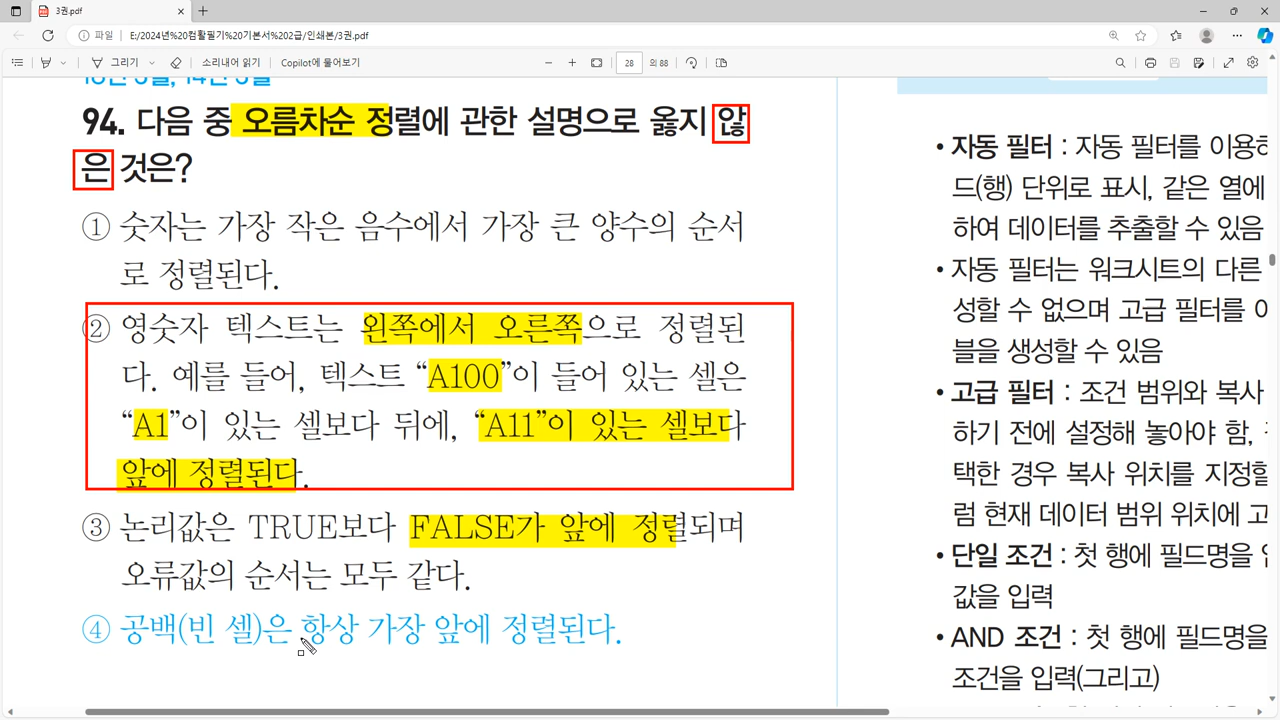 3권.pdf
파일 E:/2024년%20컴활필기%20기본서%202급/인쇄본/3권.pdf
그리기 소리내어 읽기 Copilot에 물어보기 28 의 88
94. 다음 중 오름차순 정렬에 관한 설명으로 옳지 않
은 것은?
① 숫자는 가장 작은 음수에서 가장 큰 양수의 순서
로 정렬된다.
② 영숫자 텍스트는 왼쪽에서 오른쪽으로 정렬된
다. 예를 들어, 텍스트 “A100”이 들어 있는 셀은
“A1”이 있는 셀보다 뒤에, “A11”이 있는 셀보다
앞에 정렬된다.
③ 논리값은 TRUE보다 FALSE가 앞에 정렬되며
오류값의 순서는 모두 같다.
④ 공백(빈 셀)은 항상 가장 앞에 정렬된다.
• 자동 필터 : 자동 필터를 이용하
드(행) 단위로 표시, 같은 열에
하여 데이터를 추출할 수 있음
• 자동 필터는 워크시트의 다른
성할 수 없으며 고급 필터를 이
블을 생성할 수 있음
• 고급 필터 : 조건 범위와 복사
하기 전에 설정해 놓아야 함,
택한 경우 복사 위치를 지정할
럼 현재 데이터 범위 위치에 고
• 단일 조건 : 첫 행에 필드명을
값을 입력
• AND 조건 : 첫 행에 필드명을
조건을 입력(그리고)